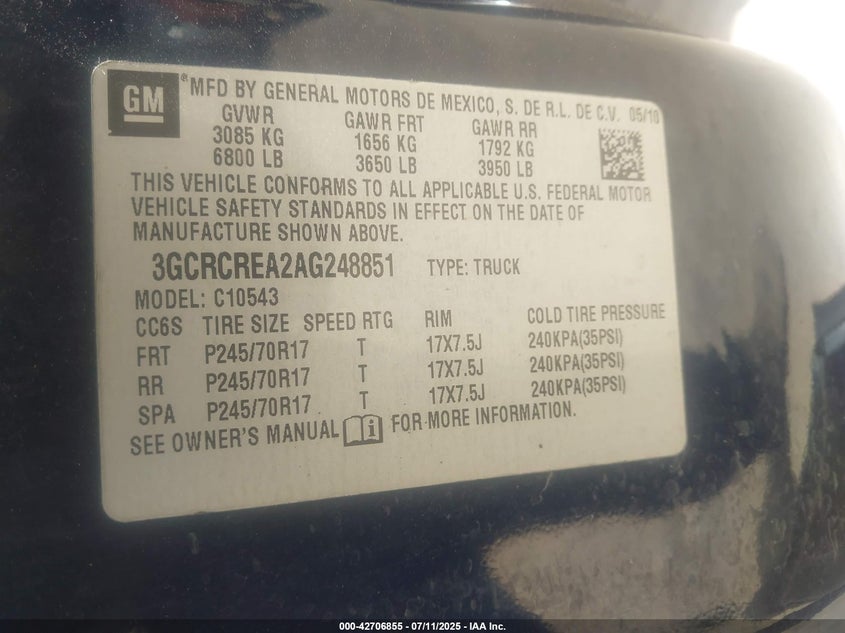 GM
® MFD BY GENERAL MOTORS DE MEXICO, S. DE R.L. DE C.V. 05/10
GVWR GAWR FRT GAWR RR
3085 KG 1656 KG 1792 KG
6800 LB 3650 LB 3950 LB
THIS VEHICLE CONFORMS TO ALL APPLICABLE U.S. FEDERAL MOTOR
VEHICLE SAFETY STANDARDS IN EFFECT ON THE DATE OF
MANUFACTURE SHOWN ABOVE.
3GCRCREA2AG248851 TYPE: TRUCK
MODEL: C10543
CC6S TIRE SIZE SPEED RTG RIM COLD TIRE PRESSURE
FRT P245/70R17 T 17X7.5J 240KPA(35PSI)
RR P245/70R17 T 17X7.5J 240KPA(35PSI)
SPA P245/70R17 T 17X7.5J 240KPA(35PSI)
SEE OWNER'S MANUAL i FOR MORE INFORMATION.
000-42706855 - 07/11/2025 - IAA Inc.